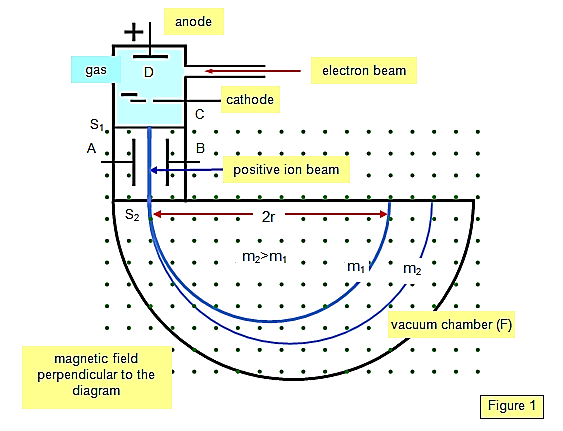 anode
+
gas
D
electron beam
–
cathode
C
S1
A
B
positive ion beam
S2
2r
m2>m1
m1
m2
vacuum chamber (F)
magnetic field
perpendicular to the
diagram
Figure 1